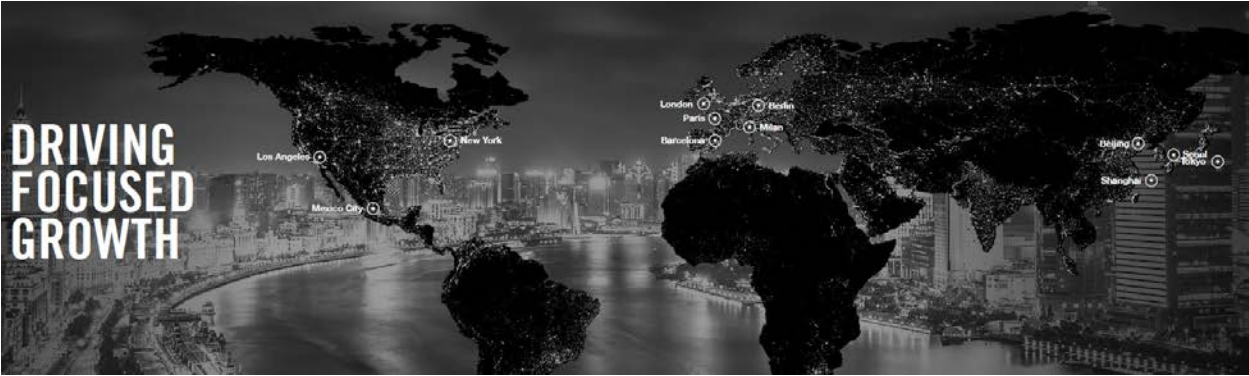 DRIVING
FOCUSED
GROWTH
London
Berlin
Paris
Milan
Barcelona
New York
Los Angeles
Mexico City
Beijing
Seoul
Tokyo
Shanghai